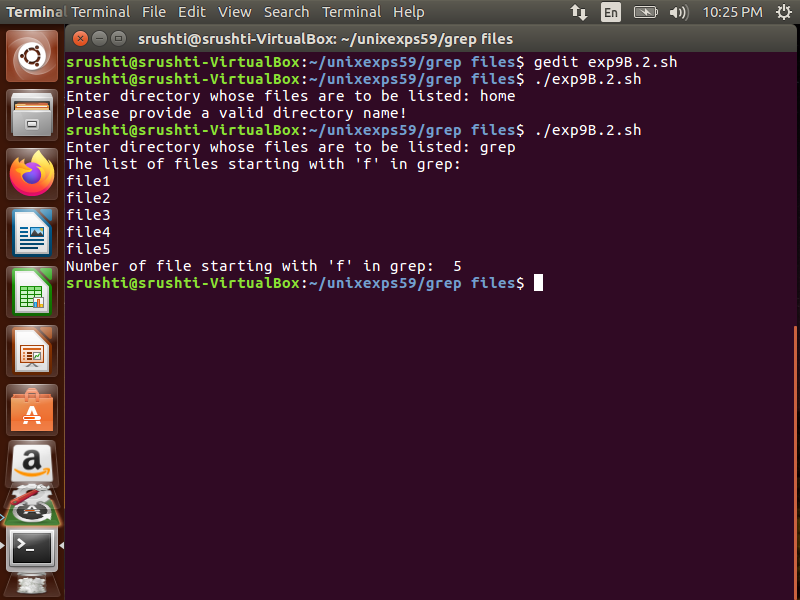 Terminal Terminal File Edit View Search Terminal Help En 10:25 PM
srushti@srushti-VirtualBox: ~/unixexps59/grep files
srushti@srushti-VirtualBox:~/unixexps59/grep files$ gedit exp9B.2.sh
srushti@srushti-VirtualBox:~/unixexps59/grep files$ ./exp9B.2.sh
Enter directory whose files are to be listed: home
Please provide a valid directory name!
srushti@srushti-VirtualBox:~/unixexps59/grep files$ ./exp9B.2.sh
Enter directory whose files are to be listed: grep
The list of files starting with 'f' in grep:
file1
file2
file3
file4
file5
Number of file starting with 'f' in grep:  5
srushti@srushti-VirtualBox:~/unixexps59/grep files$